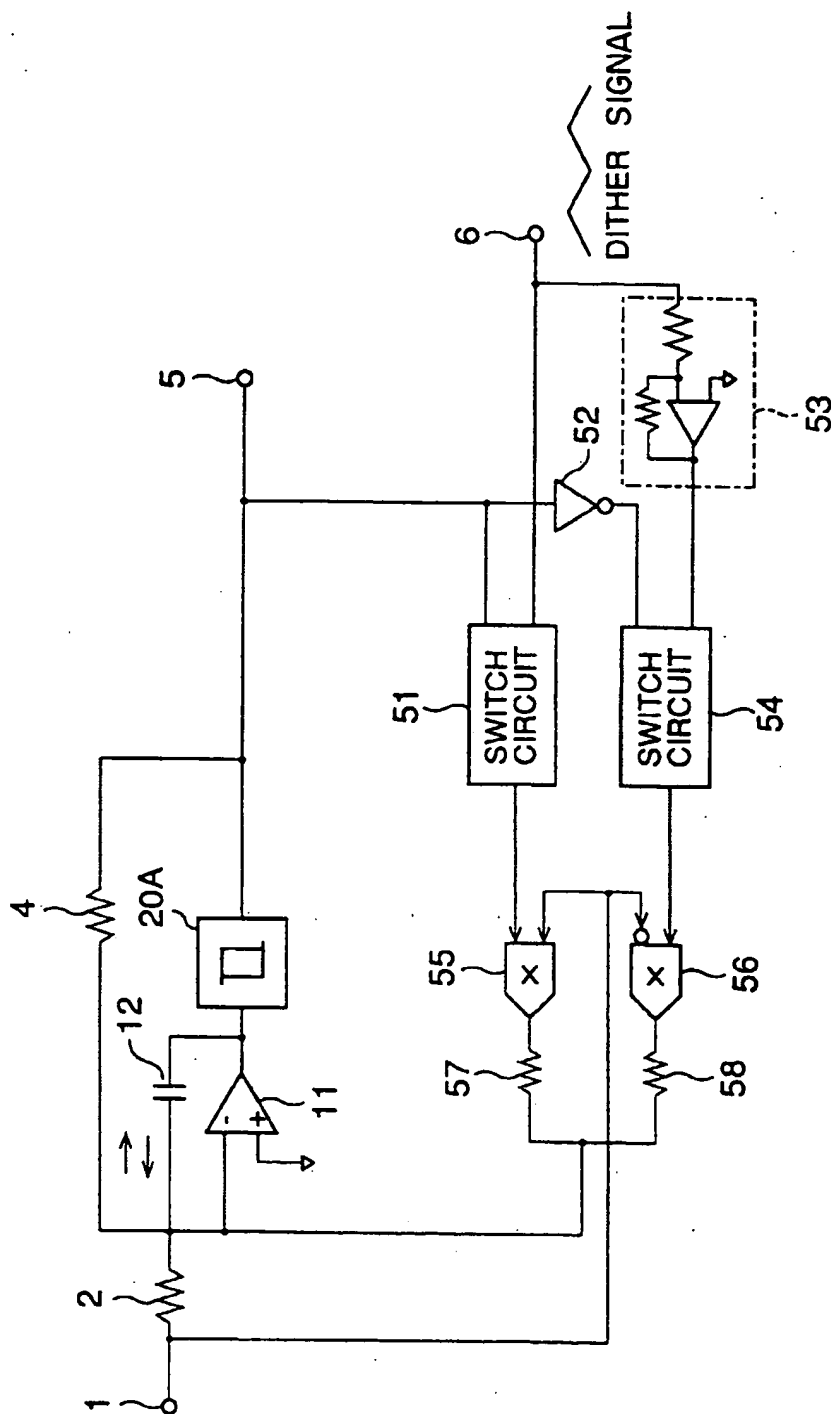 4
20A
12
2
1
11
-
+
5
6
DITHER SIGNAL
52
53
51
SWITCH
CIRCUIT
54
SWITCH
CIRCUIT
55
X
56
X
57
58